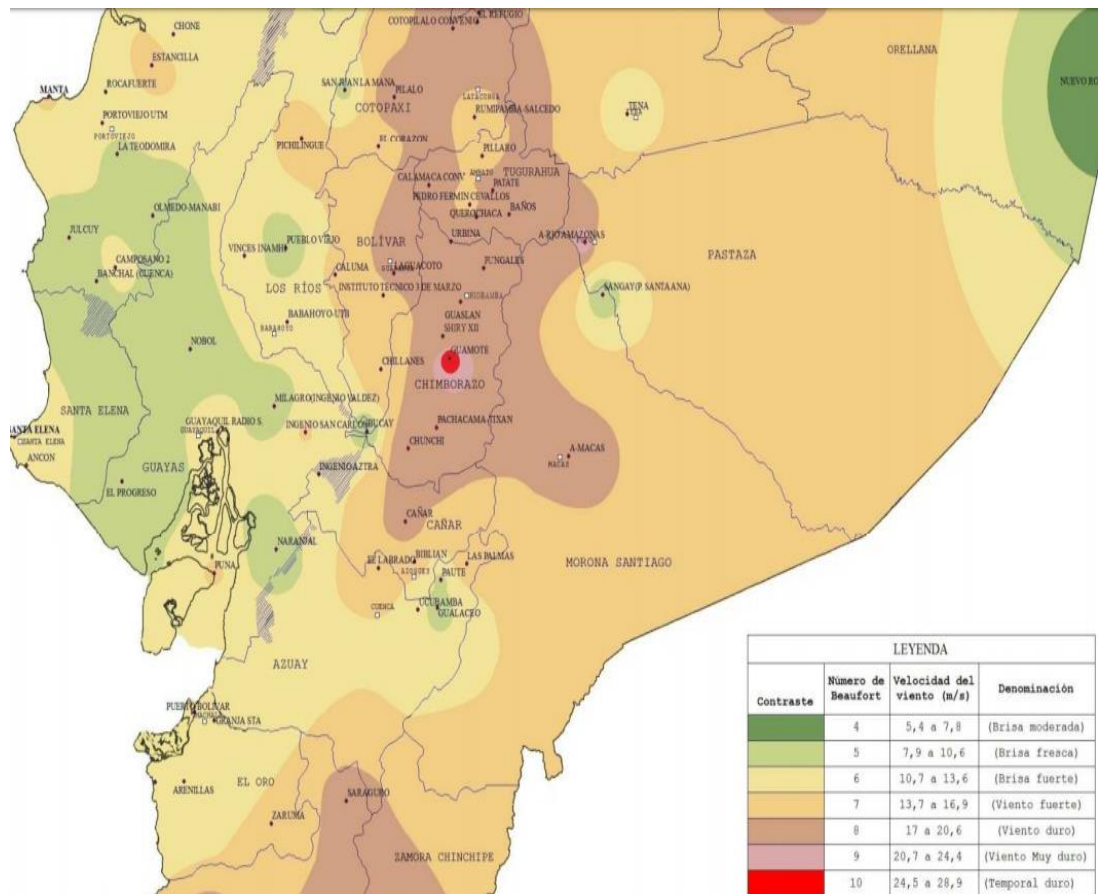 EL REFUGIO
COTOPILALO CONVENIO
CHONE
ORELLANA
ESTANCILLA
SAN JUAN LA MANA
NUEVO RO
MANTA
ROCAFUERTE
PILALO
LATACUNGA
COTOPAXI
TENA
RUMIPAMBA-SALCEDO
PORTOVIEJO UTM
PORTOVIEJO
EL CORAZON
PICHILINGUE
LA TEODOMIRA
PILLARO
TUGURAHUA
CALAMACA CONV
AMBATO
PATATE
PEDRO FERMIN CEVALLOS
OLMEDO-MANABI
QUEROCHACA
BAÑOS
JULCUY
BOLÍVAR
URBINA
A-RIO AMAZONAS
PUEBLO VIEJO
VINCES INAMHI
PASTAZA
CAMPOSANO 2
LAGUACOTO
PUNGALES
BANCHAL (CUENCA)
CALUMA
LOS RÍOS
INSTITUTO TECNICO 3 DE MARZO
RIOBAMBA
SANGAY(P. SANTA ANA)
GUASLAN
BABAHOYO-UTB
BABAHOYO
SHIRY XII
NOBOL
GUAMOTE
CHILLANES
CHIMBORAZO
SANTA ELENA
MILAGRO(INGENIO VALDEZ)
GUAYAQUIL RADIO S.
GUAYAQUIL
INGENIO SAN CARLOS
BUCAY
PACHACAMA-TIXAN
SANTA ELENA
SANTA ELENA
CHUNCHI
A-MACAS
MACAS
ANCON
GUAYAS
INGENIO AZTRA
EL PROGRESO
CAÑAR
CAÑAR
NARANJAL
EL LABRADO
BIBLIAN
LAS PALMAS
MORONA SANTIAGO
PUNA
AZOGUES
PAUTE
CUENCA
UCUBAMBA
GUALACEO
AZUAY
PUERTO BOLIVAR
MACHALA
GRANJA STA
ARENILLAS
EL ORO
SARAGURO
ZARUMA
ZAMORA CHINCHIPE
LEYENDA
Contraste Número de Beaufort Velocidad del viento (m/s) Denominación
4 5,4 a 7,8 (Brisa moderada)
5 7,9 a 10,6 (Brisa fresca)
6 10,7 a 13,6 (Brisa fuerte)
7 13,7 a 16,9 (Viento fuerte)
8 17 a 20,6 (Viento duro)
9 20,7 a 24,4 (Viento Muy duro)
10 24,5 a 28,9 (Temporal duro)